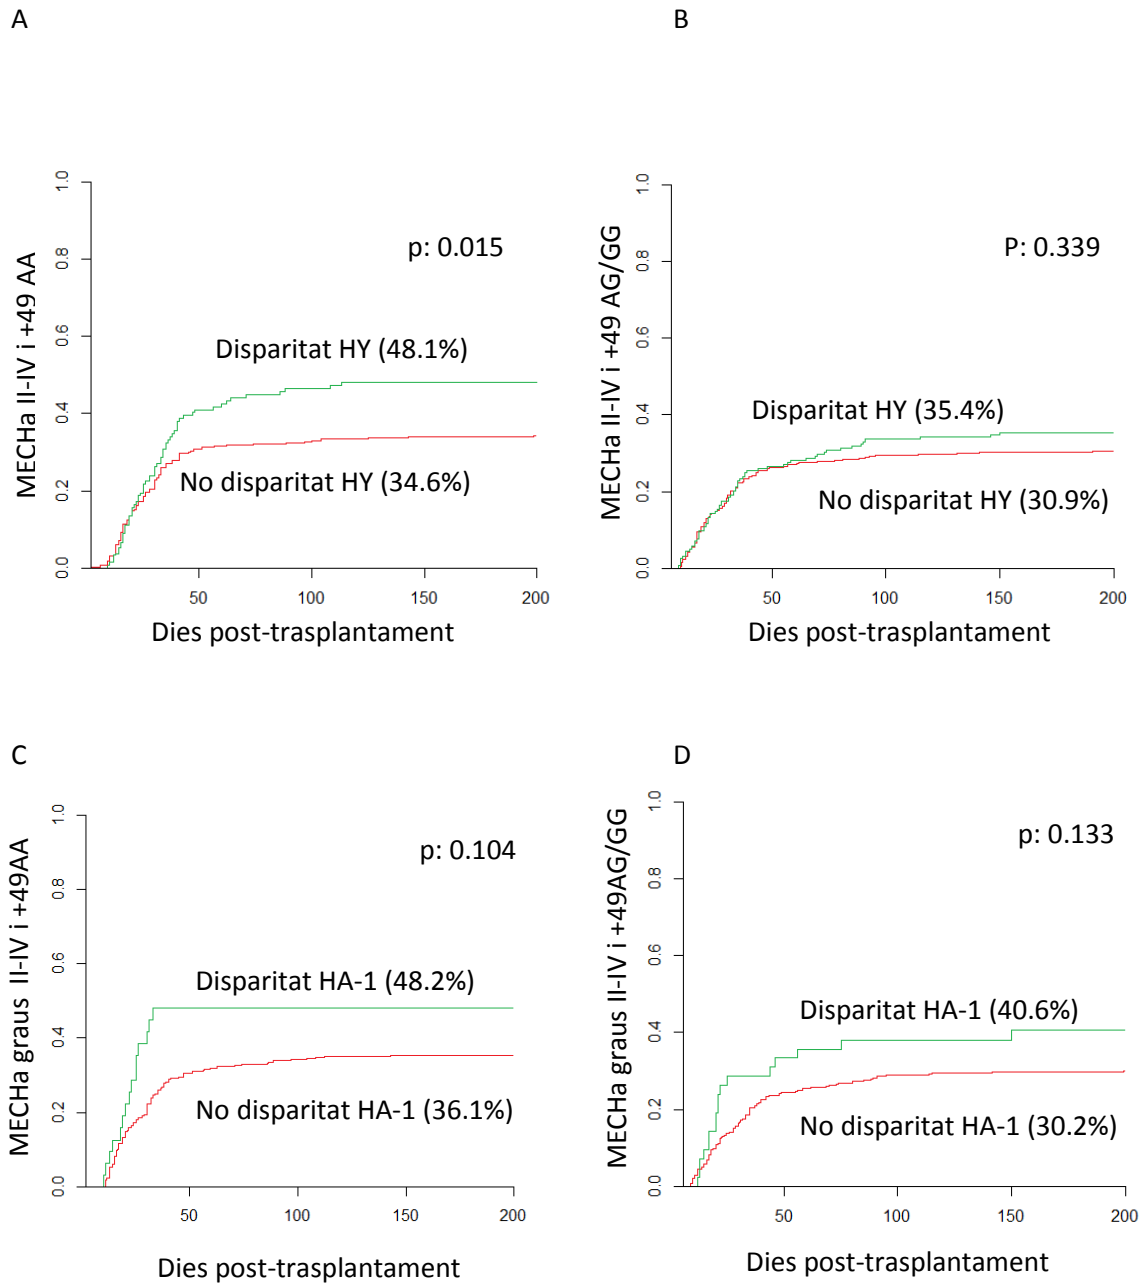 A
B
1.0
0.8
0.6
0.4
0.2
0.0
MECHa II-IV i +49 AA
p: 0.015
Disparitat HY (48.1%)
No disparitat HY (34.6%)
50 100 150 200
Dies post-trasplantament
1.0
0.8
0.6
0.4
0.2
0.0
MECHa II-IV i +49 AG/GG
P: 0.339
Disparitat HY (35.4%)
No disparitat HY (30.9%)
50 100 150 200
Dies post-trasplantament
C
D
1.0
0.8
0.6
0.4
0.2
0.0
MECHa graus II-IV i +49AA
p: 0.104
Disparitat HA-1 (48.2%)
No disparitat HA-1 (36.1%)
50 100 150 200
Dies post-trasplantament
1.0
0.8
0.6
0.4
0.2
0.0
MECHa graus II-IV i +49AG/GG
p: 0.133
Disparitat HA-1 (40.6%)
No disparitat HA-1 (30.2%)
50 100 150 200
Dies post-trasplantament